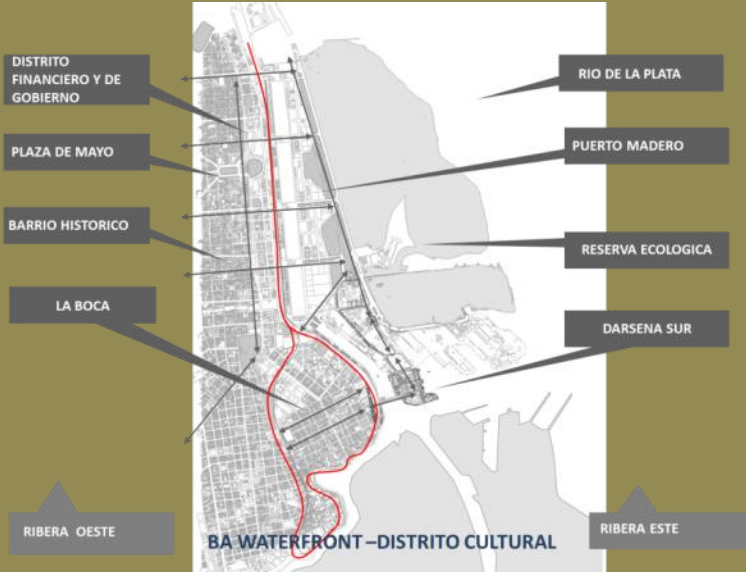 DISTRITO
FINANCIERO Y DE
GOBIERNO
PLAZA DE MAYO
BARRIO HISTORICO
LA BOCA
RIBERA OESTE
RIO DE LA PLATA
PUERTO MADERO
RESERVA ECOLOGICA
DARSENA SUR
RIBERA ESTE
BA WATERFRONT –DISTRITO CULTURAL